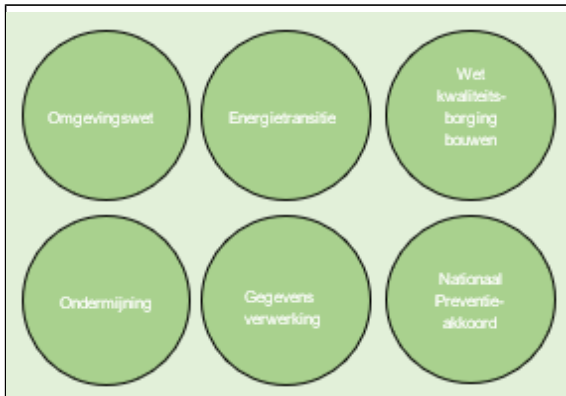 Omgevingswet
Energietransitie
Wet
kwaliteits-
borging
bouwen
Ondermijning
Gegevens
verwerking
Nationaal
Preventie-
akkoord